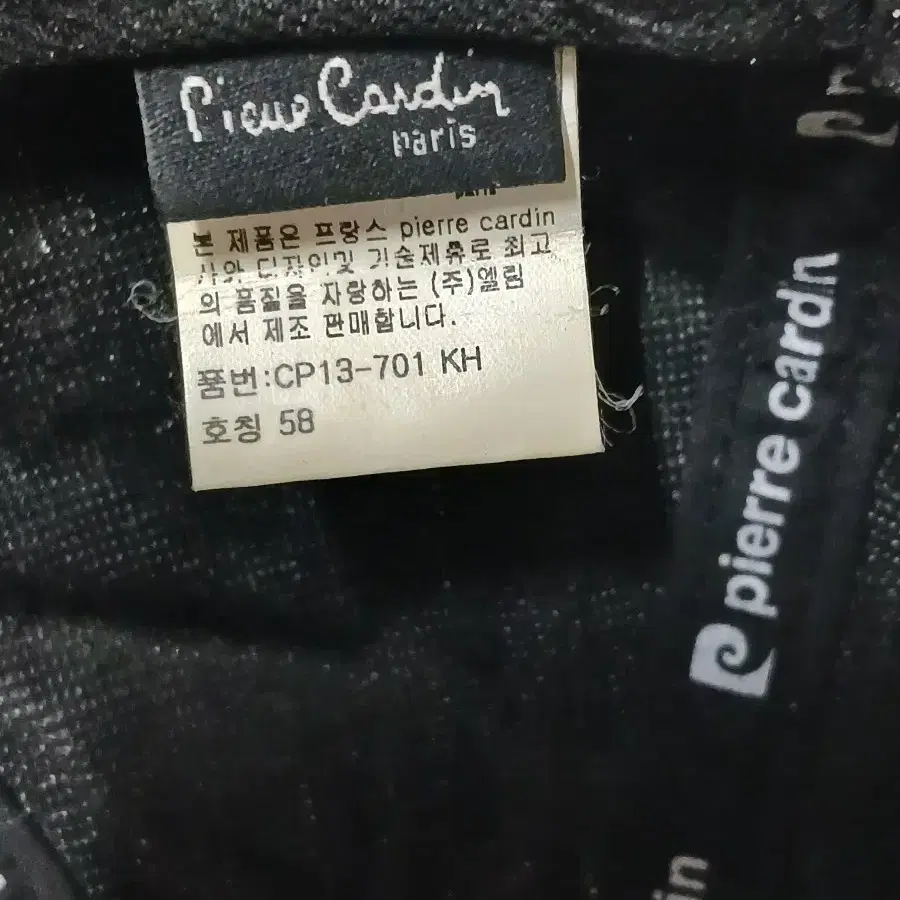 Pierre Cardin
paris
paris
본 제품은 프랑스 pierre cardin
사와 디자인및 기술제휴로 최고
의 품질을 자랑하는 (주)엘림
에서 제조 판매합니다.
품번:CP13-701 KH
호칭 58
pierre cardin
in